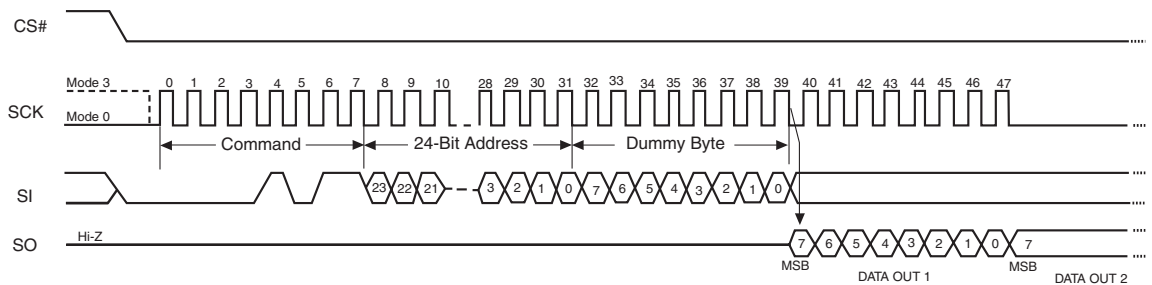 CS#
Mode 3
0 1 2 3 4 5 6 7 8 9 10 28 29 30 31 32 33 34 35 36 37 38 39 40 41 42 43 44 45 46 47
SCK
Mode 0
Command 24-Bit Address Dummy Byte
SI
23 22 21 3 2 1 0 7 6 5 4 3 2 1 0
Hi-Z
SO
7 6 5 4 3 2 1 0 7
MSB DATA OUT 1 MSB DATA OUT 2